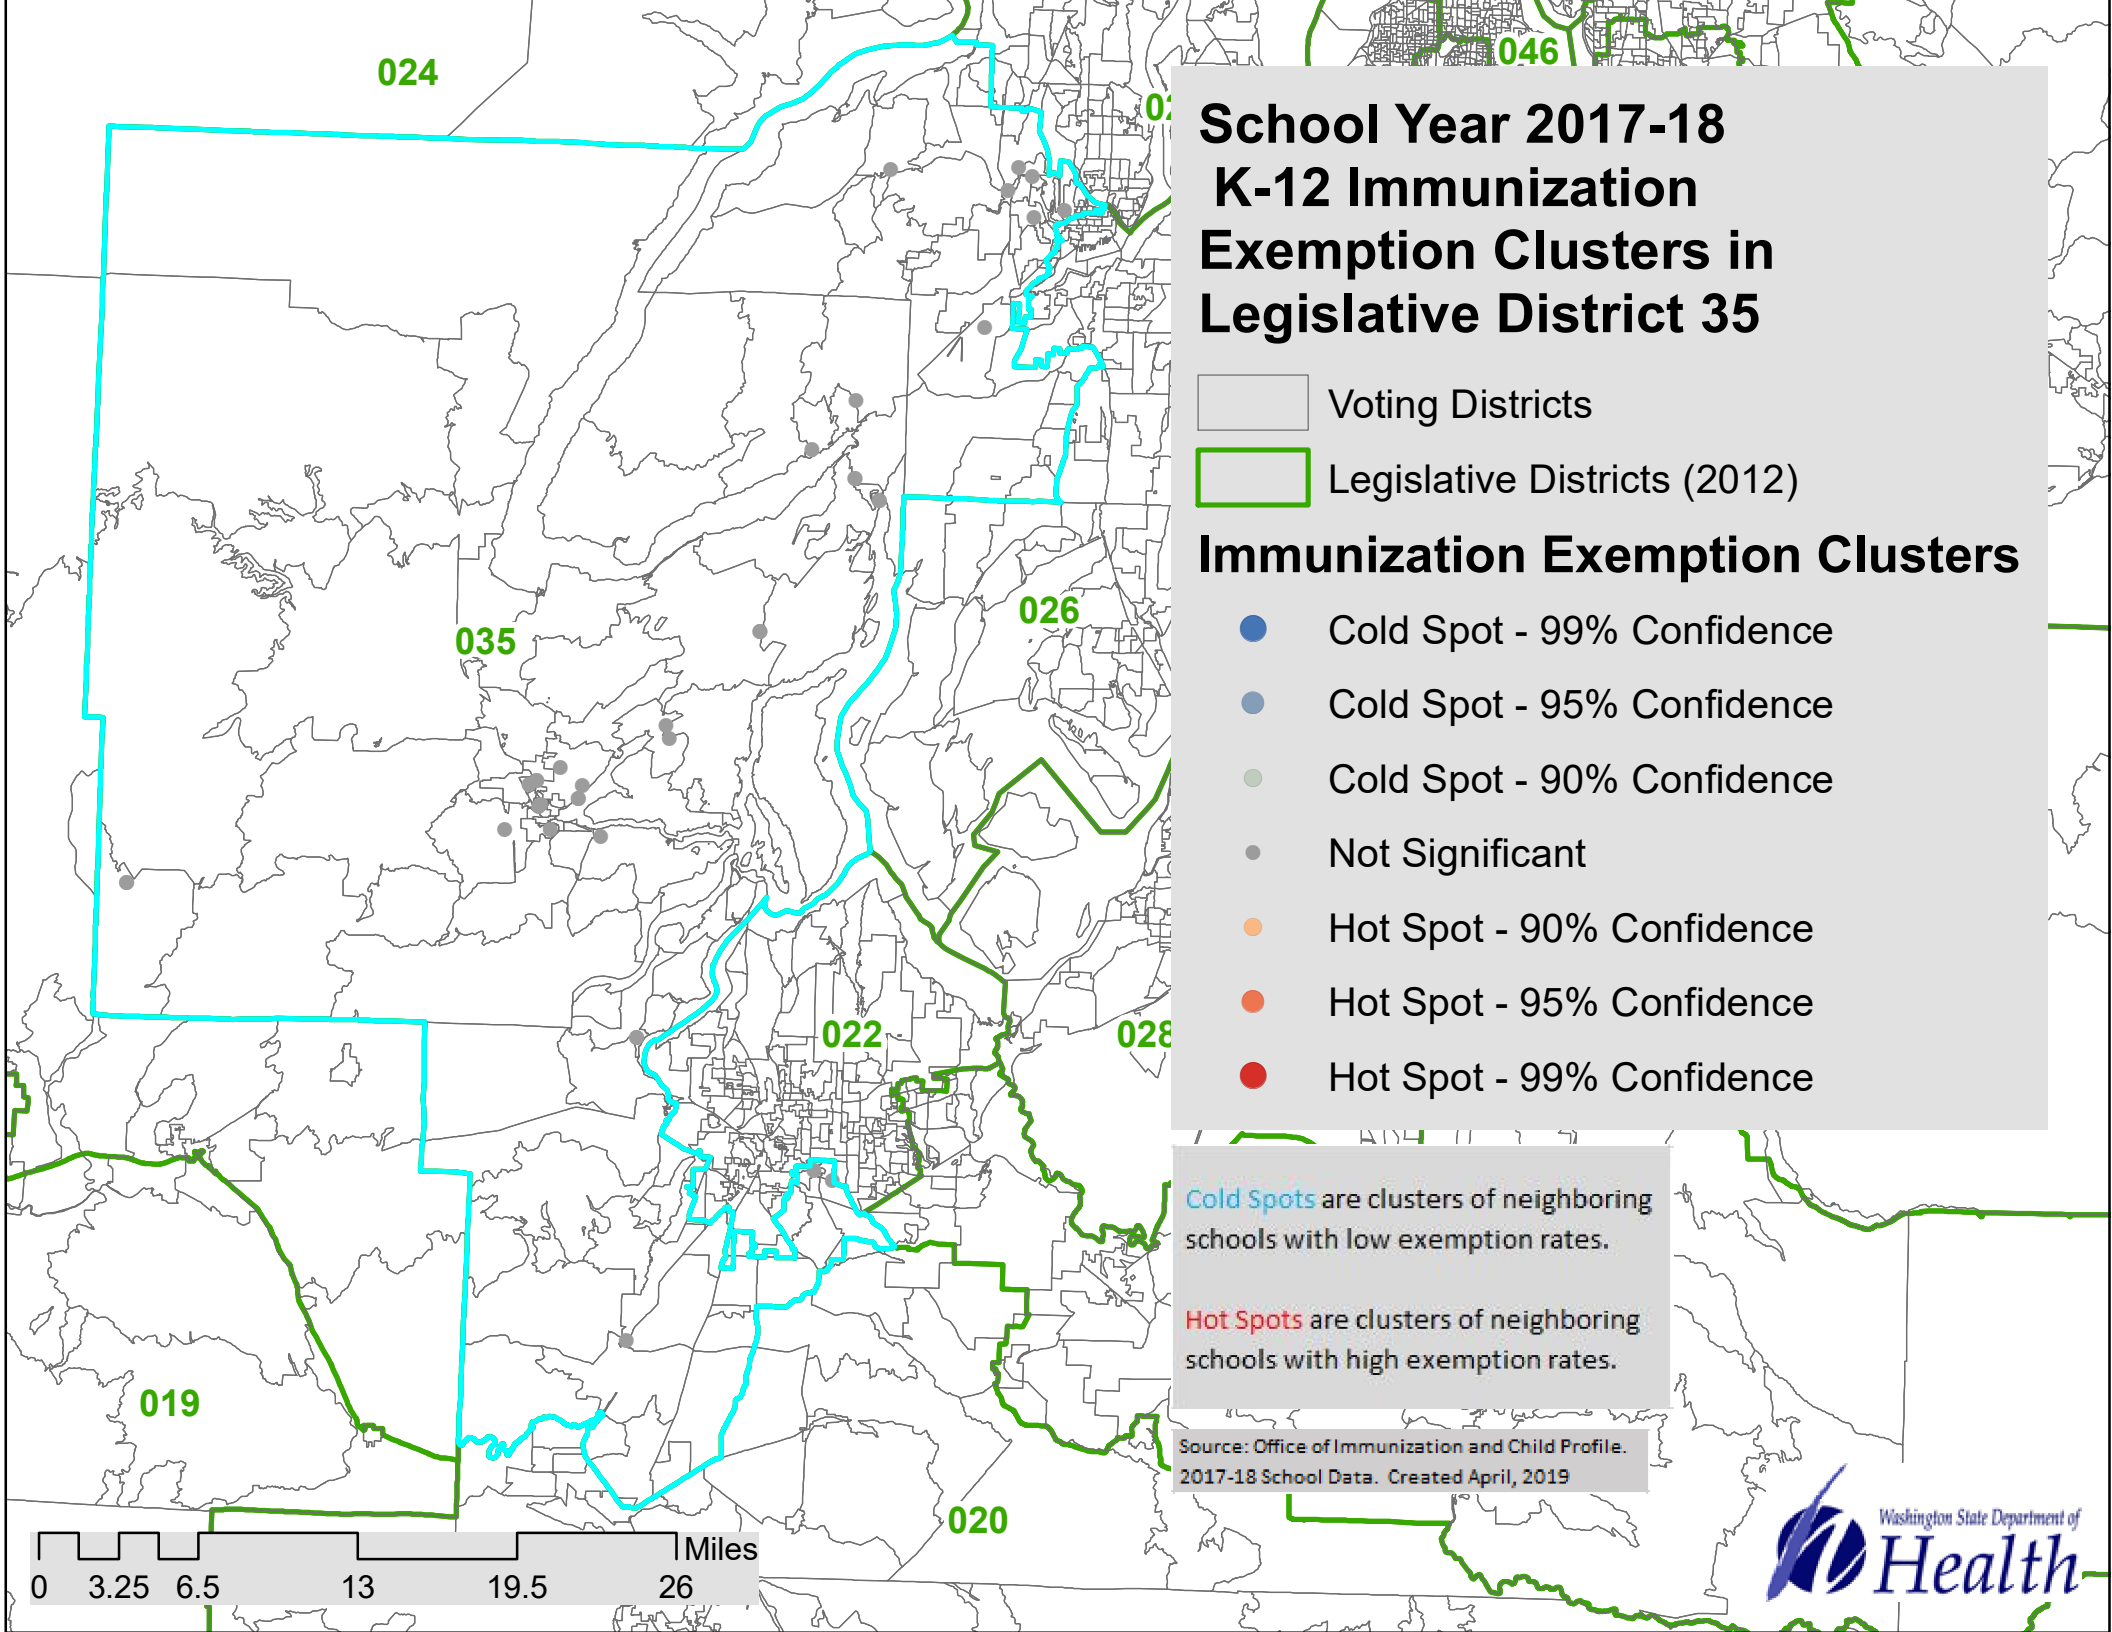 046
024
School Year 2017-18
K-12 Immunization
Exemption Clusters in
Legislative District 35
Voting Districts
Legislative Districts (2012)
Immunization Exemption Clusters
026
Cold Spot - 99% Confidence
035
Cold Spot - 95% Confidence
Cold Spot - 90% Confidence
Not Significant
Hot Spot - 90% Confidence
Hot Spot - 95% Confidence
022
028
Hot Spot - 99% Confidence
Cold Spots are clusters of neighboring
schools with low exemption rates.
Hot Spots are clusters of neighboring
schools with high exemption rates.
019
Source: Office of Immunization and Child Profile.
2017-18 School Data. Created April, 2019
020
Washington State Department of
Health
Miles
0 3.25 6.5 13 19.5 26